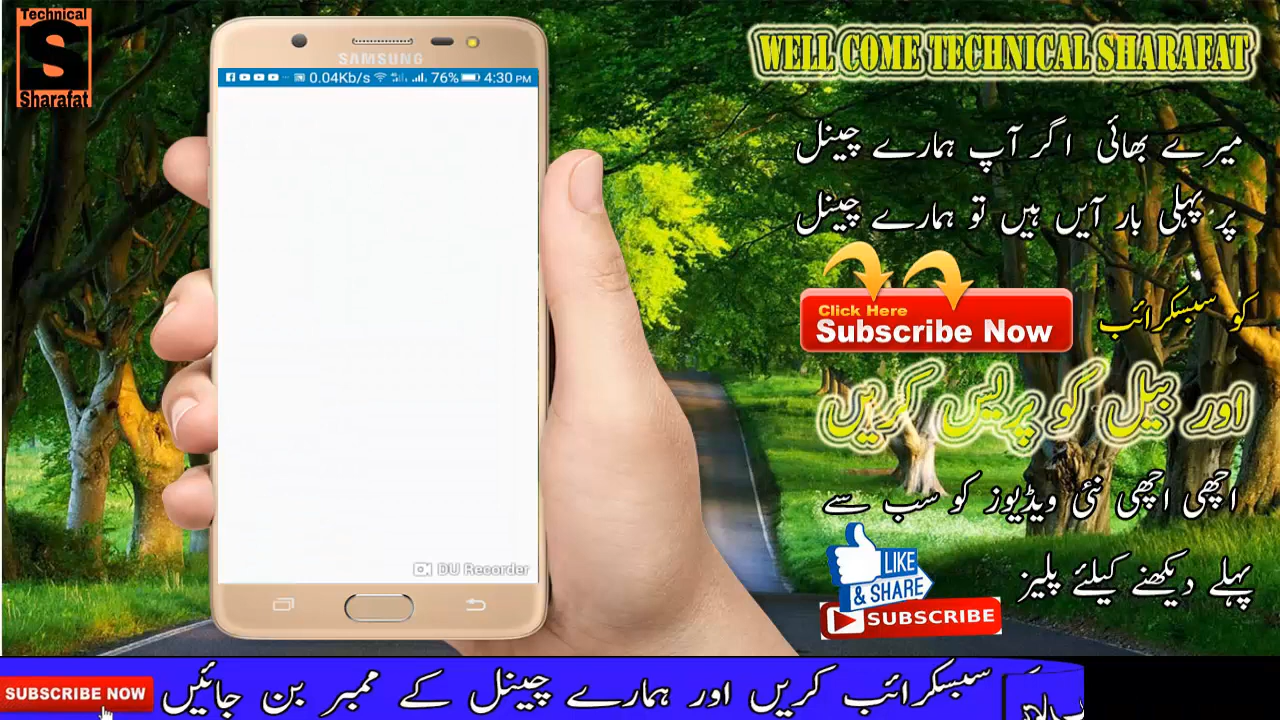 Technical
S
Sharafat
SAMSUNG
0.04Kb/s 76% 4:30 PM
DU Recorder
WELL COME TECHNICAL SHARAFAT
میرے بھائی اگر آپ ہمارے چینل
پر پہلی بار آیں ہیں تو ہمارے چینل
Click Here
Subscribe Now
کو سبسکرائب
اور بیل کو پریس کریں
اچھی اچھی نئی ویڈیوز کو سب سے
پہلے دیکھنے کیلئے پلیز
LIKE
& SHARE
SUBSCRIBE
SUBSCRIBE NOW
سبسکرائب کریں اور ہمارے چینل کے ممبر بن جائیں